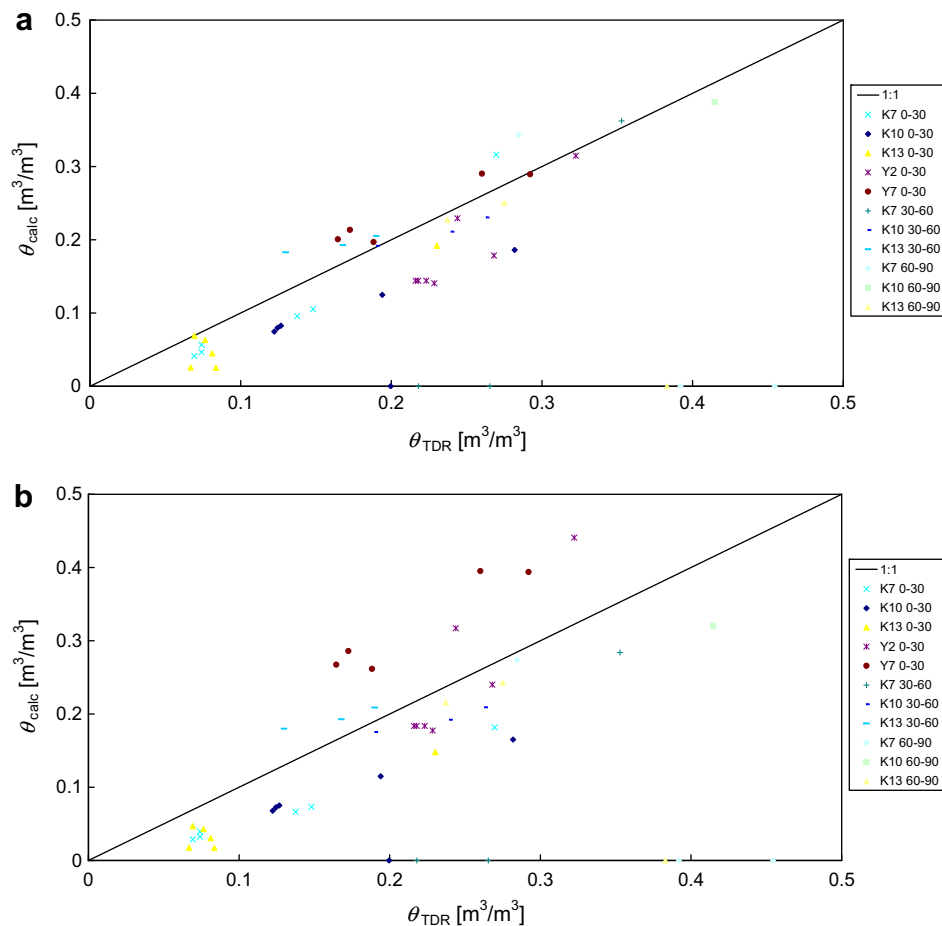 a
0.5
0.4
0.3
0.2
0.1
0
θcalc [m³/m³]
0 0.1 0.2 0.3 0.4 0.5
θTDR [m³/m³]
1:1
K7 0-30
K10 0-30
K13 0-30
Y2 0-30
Y7 0-30
K7 30-60
K10 30-60
K13 30-60
K7 60-90
K10 60-90
K13 60-90
b
0.5
0.4
0.3
0.2
0.1
0
θcalc [m³/m³]
0 0.1 0.2 0.3 0.4 0.5
θTDR [m³/m³]
1:1
K7 0-30
K10 0-30
K13 0-30
Y2 0-30
Y7 0-30
K7 30-60
K10 30-60
K13 30-60
K7 60-90
K10 60-90
K13 60-90